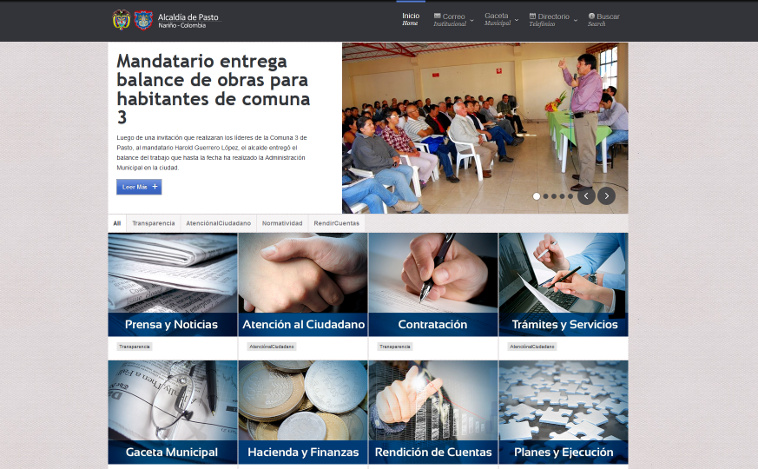 Alcaldía de Pasto
Nariño - Colombia
Inicio
Home
Correo
Institucional
Gaceta
Municipal
Directorio
Telefónico
Buscar
Search
Mandatario entrega
balance de obras para
habitantes de comuna
3
Luego de una invitación que realizaran los líderes de la Comuna 3 de
Pasto, al mandatario Harold Guerrero López, el alcalde entregó el
balance del trabajo que hasta la fecha ha realizado la Administración
Municipal en la ciudad.
Leer Más +
All Transparencia AtenciónalCiudadano Normatividad RendirCuentas
Prensa y Noticias
Atención al Ciudadano
Contratación
Trámites y Servicios
Transparencia
AtenciónalCiudadano
Transparencia
AtenciónalCiudadano
Gaceta Municipal
Hacienda y Finanzas
Rendición de Cuentas
Planes y Ejecución